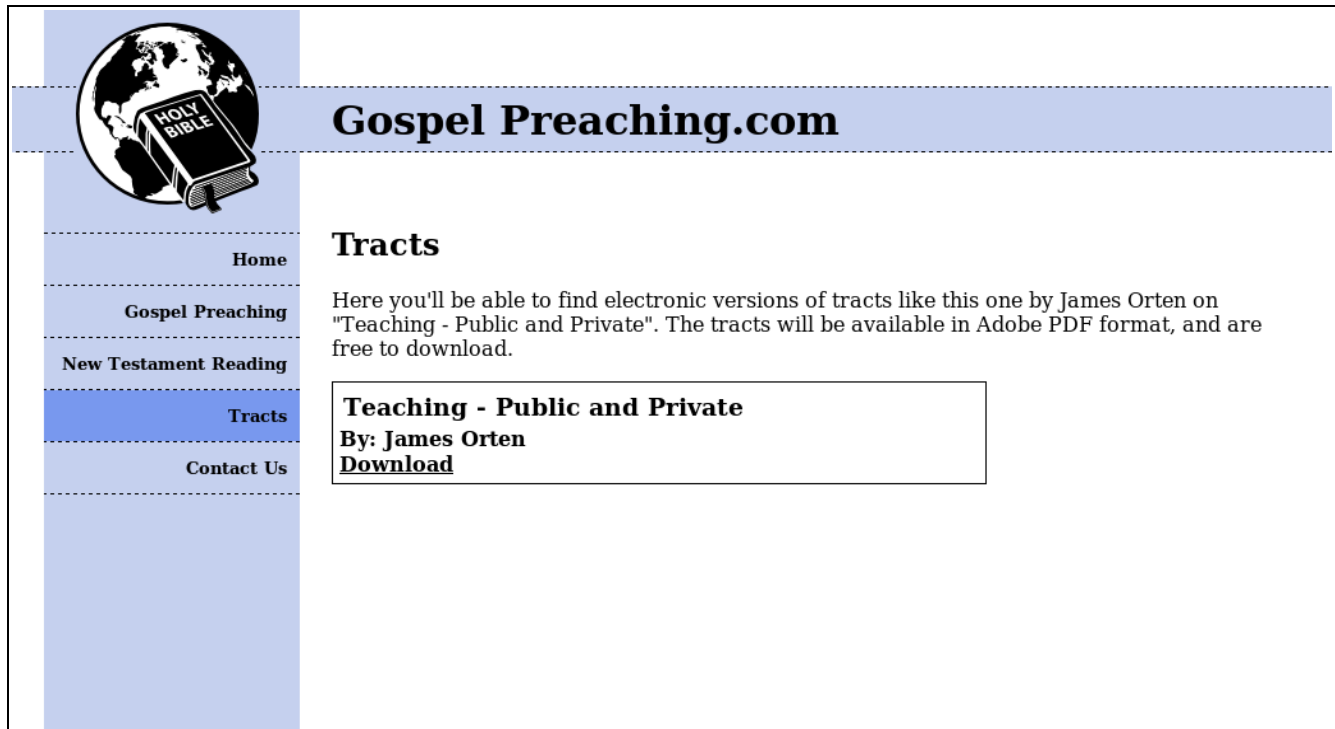 HOLY
BIBLE
Gospel Preaching.com
Home
Gospel Preaching
New Testament Reading
Tracts
Contact Us
Tracts
Here you'll be able to find electronic versions of tracts like this one by James Orten on
"Teaching - Public and Private". The tracts will be available in Adobe PDF format, and are
free to download.
Teaching - Public and Private
By: James Orten
Download